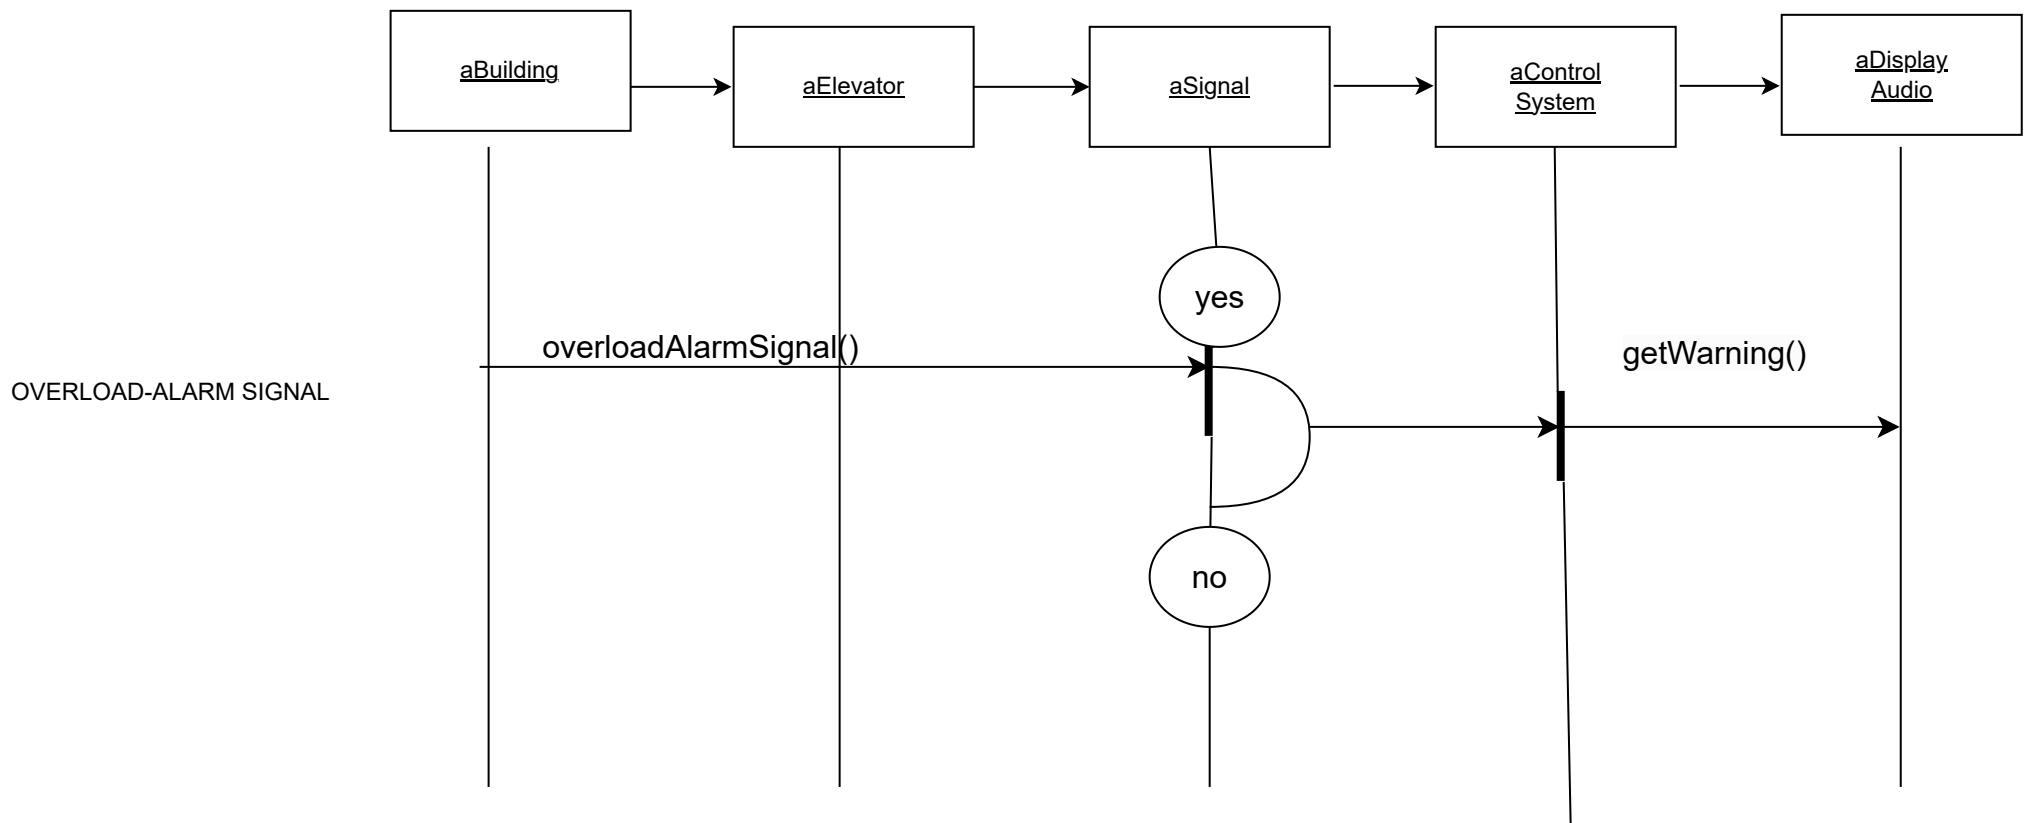 aBuilding
aElevator
aSignal
aControl
System
aDisplay
Audio
yes
overloadAlarmSignal()
getWarning()
OVERLOAD-ALARM SIGNAL
no